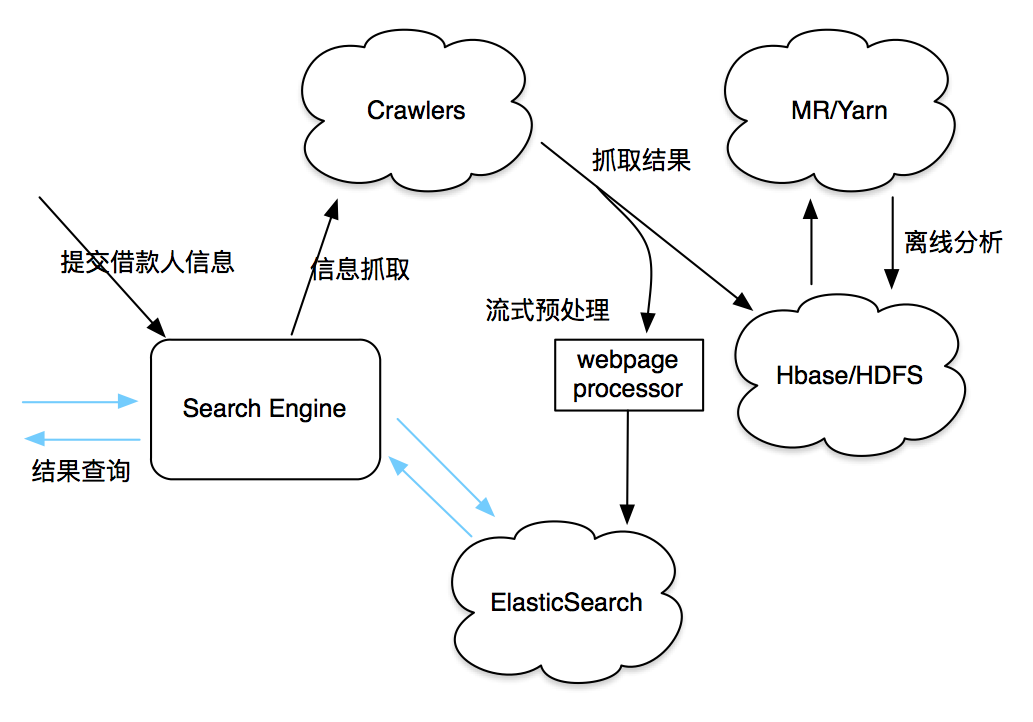 Crawlers
MR/Yarn
抓取结果
提交借款人信息
信息抓取
离线分析
流式预处理
webpage
processor
Hbase/HDFS
Search Engine
结果查询
ElasticSearch